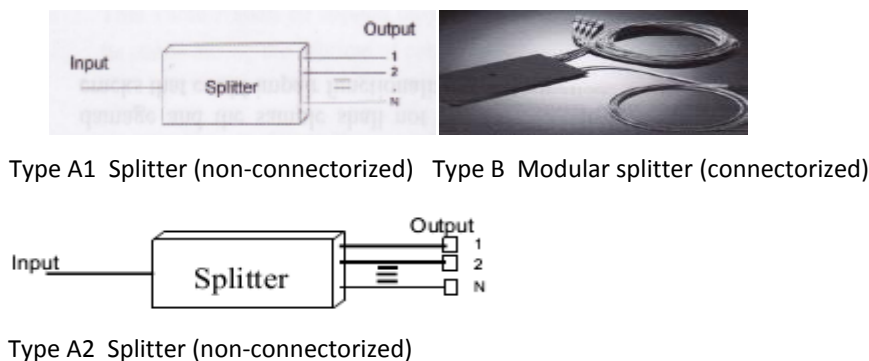 Output
Input
1
2
Splitter
N
Type A1 Splitter (non-connectorized) Type B Modular splitter (connectorized)
Output
1
Input
2
Splitter
N
Type A2 Splitter (non-connectorized)